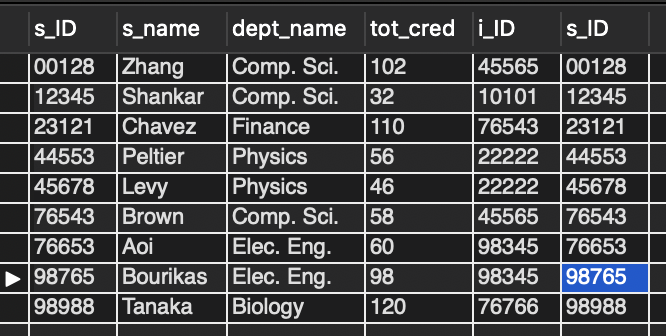 s_ID s_name dept_name tot_cred i_ID s_ID
00128 Zhang Comp. Sci. 102 45565 00128
12345 Shankar Comp. Sci. 32 10101 12345
23121 Chavez Finance 110 76543 23121
44553 Peltier Physics 56 22222 44553
45678 Levy Physics 46 22222 45678
76543 Brown Comp. Sci. 58 45565 76543
76653 Aoi Elec. Eng. 60 98345 76653
98765 Bourikas Elec. Eng. 98 98345 98765
98988 Tanaka Biology 120 76766 98988